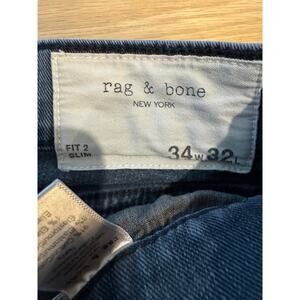 rag & bone
NEW YORK
FIT 2
SLIM
34W 32L